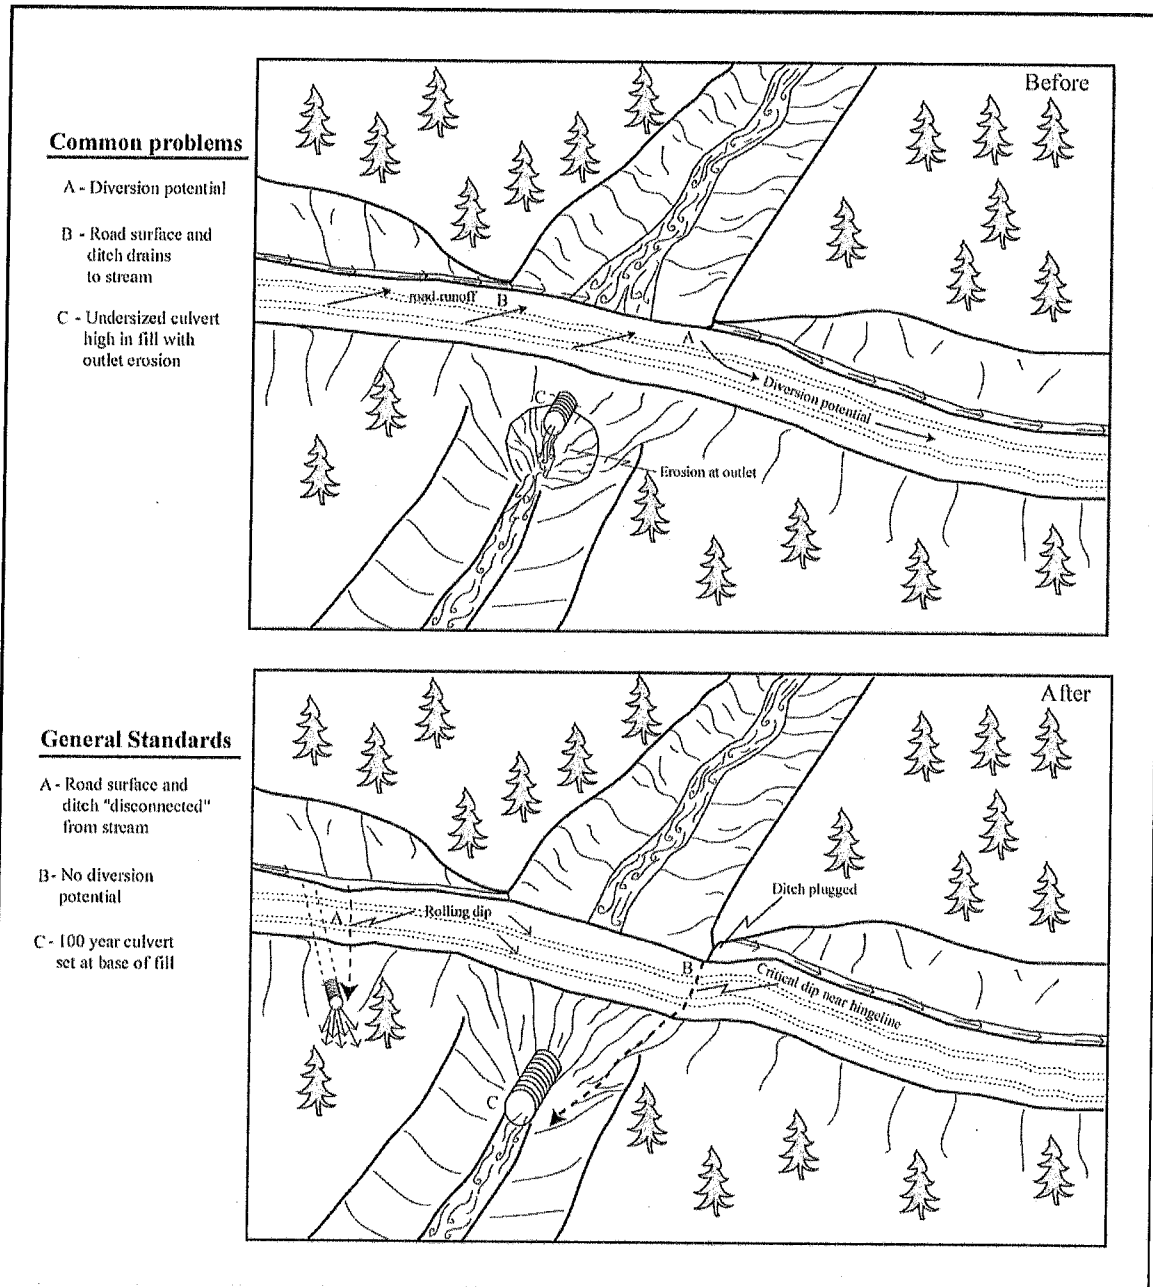 Before
Common problems
A - Diversion potential
B - Road surface and
ditch drains
to stream
C - Undersized culvert
high in fill with
outlet erosion
road runoff
B
A
Diversion potential
C
Erosion at outlet
After
General Standards
A - Road surface and
ditch "disconnected"
from stream
B - No diversion
potential
C - 100 year culvert
set at base of fill
Ditch plugged
A
Rolling dip
B
Critical dip near hingeline
C